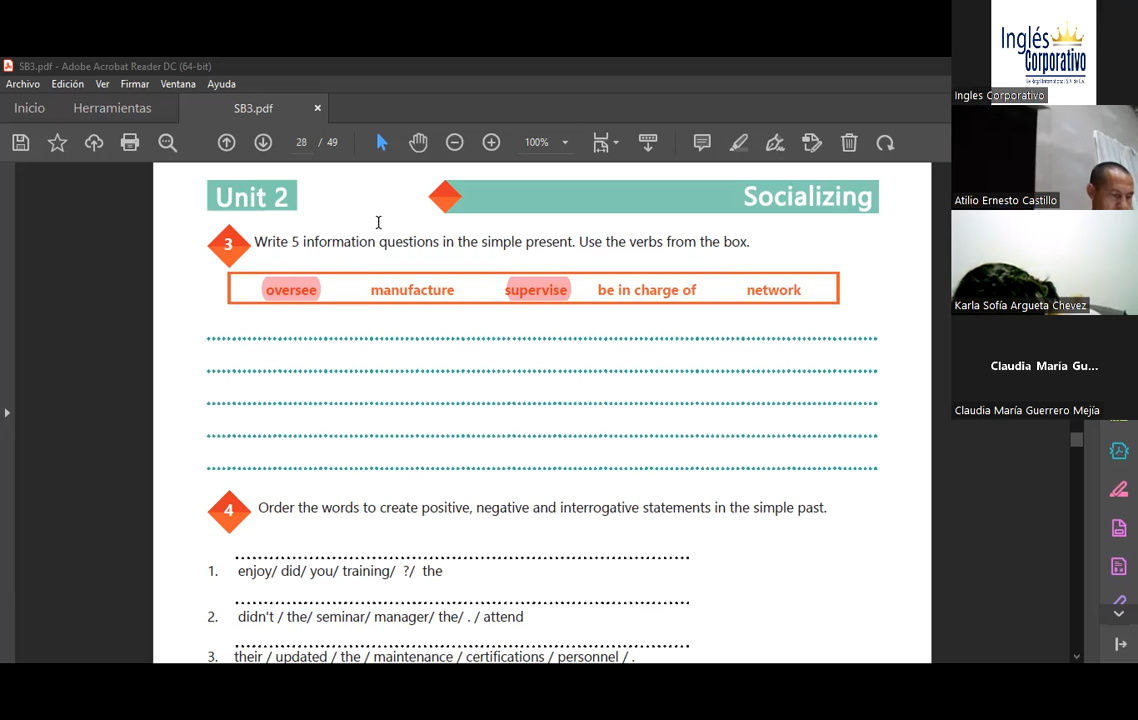 SB3.pdf - Adobe Acrobat Reader DC (64-bit)
Archivo Edición Ver Firmar Ventana Ayuda
Inicio Herramientas SB3.pdf ×
28 / 49 100%
Unit 2 Socializing
3 Write 5 information questions in the simple present. Use the verbs from the box.
oversee manufacture supervise be in charge of network
4 Order the words to create positive, negative and interrogative statements in the simple past.
1. enjoy/ did/ you/ training/ ?/ the
2. didn't / the/ seminar/ manager/ the/ . / attend
3. their / updated / the / maintenance / certifications / personnel / .
Inglés
Corporativo
Ingles Corporativo
Atilio Ernesto Castillo
Karla Sofía Argueta Chevez
Claudia María Gu...
Claudia María Guerrero Mejía